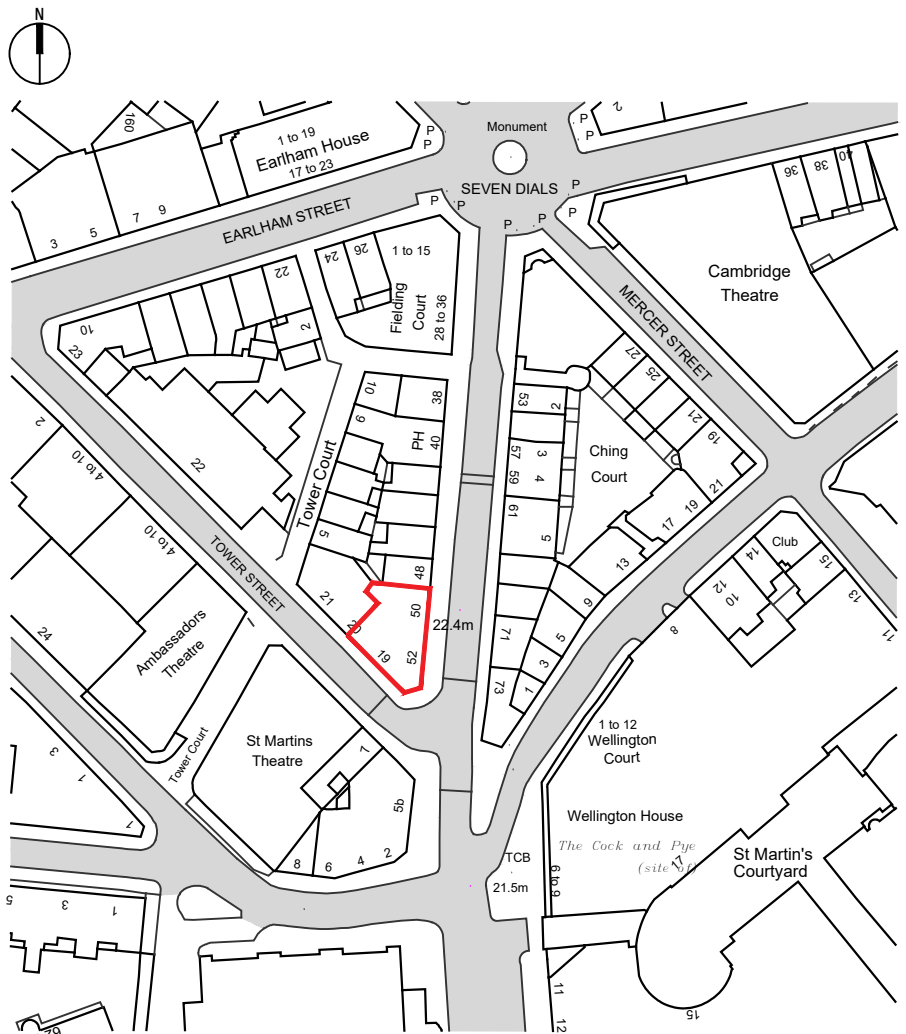 N
160
1 to 19
Earlham House
17 to 23
P
P
Monument
P
P
2
SEVEN DIALS
P
P
P
P
P
P
3
5
7
9
EARLHAM STREET
36
38
40
22
24
26
1 to 15
Fielding
Court
28 to 36
Cambridge
Theatre
MERCER STREET
10
23
2
27
25
21
19
10
9
38
PH
40
53
2
57
3
59
4
61
5
Ching
Court
2
4 to 10
4 to 10
22
Tower Court
5
48
21
19
17
13
Club
14
15
12
10
13
11
TOWER STREET
21
20
19
50
52
22.4m
9
5
3
1
71
73
8
24
Ambassadors
Theatre
Tower Court
St Martins
Theatre
7
5b
8
6
4
2
3
1
1
1 to 12
Wellington
Court
Wellington House
The Cock and Pye
(site of)
17
St Martin's
Courtyard
TCB
21.5m
6 to 9
5
3
1
11
12
15